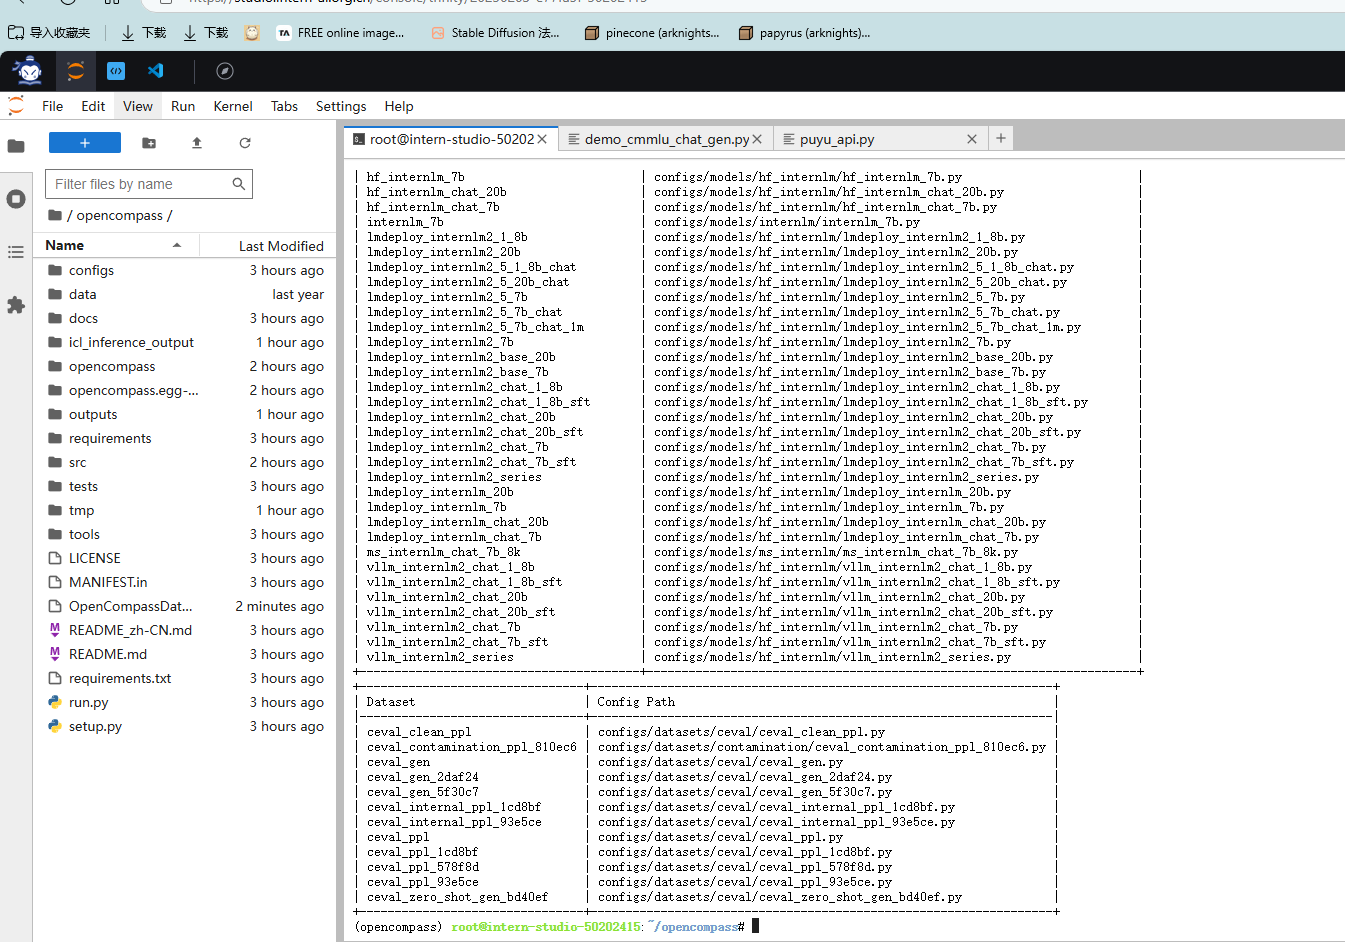 导入收藏夹
下载
下载
FREE online image...
Stable Diffusion 法...
pinecone (arknights...
papyrus (arknights)...
File Edit View Run Kernel Tabs Settings Help
root@intern-studio-50202
demo_cmmlu_chat_gen.py
puyu_api.py
Filter files by name
/ opencompass /
Name Last Modified
configs 3 hours ago
data last year
docs 3 hours ago
icl_inference_output 1 hour ago
opencompass 2 hours ago
opencompass.egg-... 2 hours ago
outputs 1 hour ago
requirements 3 hours ago
src 2 hours ago
tests 3 hours ago
tmp 1 hour ago
tools 3 hours ago
LICENSE 3 hours ago
MANIFEST.in 3 hours ago
OpenCompassDat... 2 minutes ago
README_zh-CN.md 3 hours ago
README.md 3 hours ago
requirements.txt 3 hours ago
run.py 3 hours ago
setup.py 3 hours ago
| hf_internlm_7b | configs/models/hf_internlm/hf_internlm_7b.py |
| hf_internlm_chat_20b | configs/models/hf_internlm/hf_internlm_chat_20b.py |
| hf_internlm_chat_7b | configs/models/hf_internlm/hf_internlm_chat_7b.py |
| internlm_7b | configs/models/internlm/internlm_7b.py |
| lmdeploy_internlm2_1_8b | configs/models/hf_internlm/lmdeploy_internlm2_1_8b.py |
| lmdeploy_internlm2_20b | configs/models/hf_internlm/lmdeploy_internlm2_20b.py |
| lmdeploy_internlm2_5_1_8b_chat | configs/models/hf_internlm/lmdeploy_internlm2_5_1_8b_chat.py |
| lmdeploy_internlm2_5_20b_chat | configs/models/hf_internlm/lmdeploy_internlm2_5_20b_chat.py |
| lmdeploy_internlm2_5_7b | configs/models/hf_internlm/lmdeploy_internlm2_5_7b.py |
| lmdeploy_internlm2_5_7b_chat | configs/models/hf_internlm/lmdeploy_internlm2_5_7b_chat.py |
| lmdeploy_internlm2_5_7b_chat_1m | configs/models/hf_internlm/lmdeploy_internlm2_5_7b_chat_1m.py |
| lmdeploy_internlm2_7b | configs/models/hf_internlm/lmdeploy_internlm2_7b.py |
| lmdeploy_internlm2_base_20b | configs/models/hf_internlm/lmdeploy_internlm2_base_20b.py |
| lmdeploy_internlm2_base_7b | configs/models/hf_internlm/lmdeploy_internlm2_base_7b.py |
| lmdeploy_internlm2_chat_1_8b | configs/models/hf_internlm/lmdeploy_internlm2_chat_1_8b.py |
| lmdeploy_internlm2_chat_1_8b_sft | configs/models/hf_internlm/lmdeploy_internlm2_chat_1_8b_sft.py |
| lmdeploy_internlm2_chat_20b | configs/models/hf_internlm/lmdeploy_internlm2_chat_20b.py |
| lmdeploy_internlm2_chat_20b_sft | configs/models/hf_internlm/lmdeploy_internlm2_chat_20b_sft.py |
| lmdeploy_internlm2_chat_7b | configs/models/hf_internlm/lmdeploy_internlm2_chat_7b.py |
| lmdeploy_internlm2_chat_7b_sft | configs/models/hf_internlm/lmdeploy_internlm2_chat_7b_sft.py |
| lmdeploy_internlm2_series | configs/models/hf_internlm/lmdeploy_internlm2_series.py |
| lmdeploy_internlm_20b | configs/models/hf_internlm/lmdeploy_internlm_20b.py |
| lmdeploy_internlm_7b | configs/models/hf_internlm/lmdeploy_internlm_7b.py |
| lmdeploy_internlm_chat_20b | configs/models/hf_internlm/lmdeploy_internlm_chat_20b.py |
| lmdeploy_internlm_chat_7b | configs/models/hf_internlm/lmdeploy_internlm_chat_7b.py |
| ms_internlm_chat_7b_8k | configs/models/ms_internlm/ms_internlm_chat_7b_8k.py |
| vllm_internlm2_chat_1_8b | configs/models/hf_internlm/vllm_internlm2_chat_1_8b.py |
| vllm_internlm2_chat_1_8b_sft | configs/models/hf_internlm/vllm_internlm2_chat_1_8b_sft.py |
| vllm_internlm2_chat_20b | configs/models/hf_internlm/vllm_internlm2_chat_20b.py |
| vllm_internlm2_chat_20b_sft | configs/models/hf_internlm/vllm_internlm2_chat_20b_sft.py |
| vllm_internlm2_chat_7b | configs/models/hf_internlm/vllm_internlm2_chat_7b.py |
| vllm_internlm2_chat_7b_sft | configs/models/hf_internlm/vllm_internlm2_chat_7b_sft.py |
| vllm_internlm2_series | configs/models/hf_internlm/vllm_internlm2_series.py |
| Dataset | Config Path |
| ceval_clean_ppl | configs/datasets/ceval/ceval_clean_ppl.py |
| ceval_contamination_ppl_810ec6 | configs/datasets/contamination/ceval_contamination_ppl_810ec6.py |
| ceval_gen | configs/datasets/ceval/ceval_gen.py |
| ceval_gen_2daf24 | configs/datasets/ceval/ceval_gen_2daf24.py |
| ceval_gen_5f30c7 | configs/datasets/ceval/ceval_gen_5f30c7.py |
| ceval_internal_ppl_1cd8bf | configs/datasets/ceval/ceval_internal_ppl_1cd8bf.py |
| ceval_internal_ppl_93e5ce | configs/datasets/ceval/ceval_internal_ppl_93e5ce.py |
| ceval_ppl | configs/datasets/ceval/ceval_ppl.py |
| ceval_ppl_1cd8bf | configs/datasets/ceval/ceval_ppl_1cd8bf.py |
| ceval_ppl_578f8d | configs/datasets/ceval/ceval_ppl_578f8d.py |
| ceval_ppl_93e5ce | configs/datasets/ceval/ceval_ppl_93e5ce.py |
| ceval_zero_shot_gen_bd40ef | configs/datasets/ceval/ceval_zero_shot_gen_bd40ef.py |
(opencompass) root@intern-studio-50202415:~/opencompass#